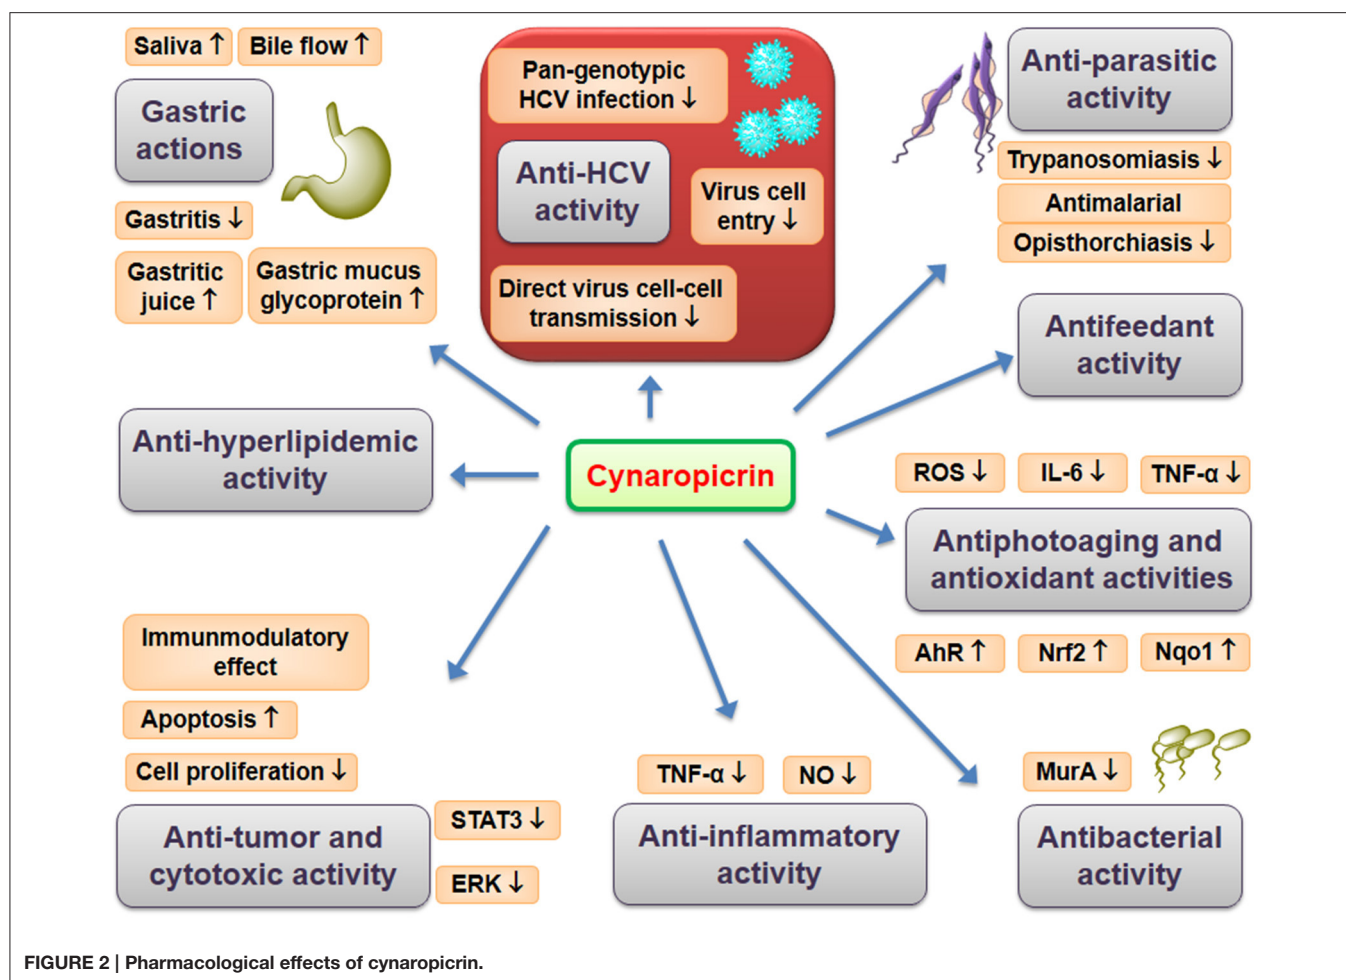 Saliva ↑
Bile flow ↑
Gastric
actions
Gastritis ↓
Gastritic
juice ↑
Gastric mucus
glycoprotein ↑
Pan-genotypic
HCV infection ↓
Anti-HCV
activity
Virus cell
entry ↓
Direct virus cell-cell
transmission ↓
Anti-parasitic
activity
Trypanosomiasis ↓
Antimalarial
Opisthorchiasis ↓
Antifeedant
activity
Anti-hyperlipidemic
activity
Cynaropicrin
ROS ↓
IL-6 ↓
TNF-α ↓
Antiphotoaging and
antioxidant activities
AhR ↑
Nrf2 ↑
Nqo1 ↑
Immunmodulatory
effect
Apoptosis ↑
Cell proliferation ↓
Anti-tumor and
cytotoxic activity
STAT3 ↓
ERK ↓
TNF-α ↓
NO ↓
Anti-inflammatory
activity
MurA ↓
Antibacterial
activity
FIGURE 2 | Pharmacological effects of cynaropicrin.